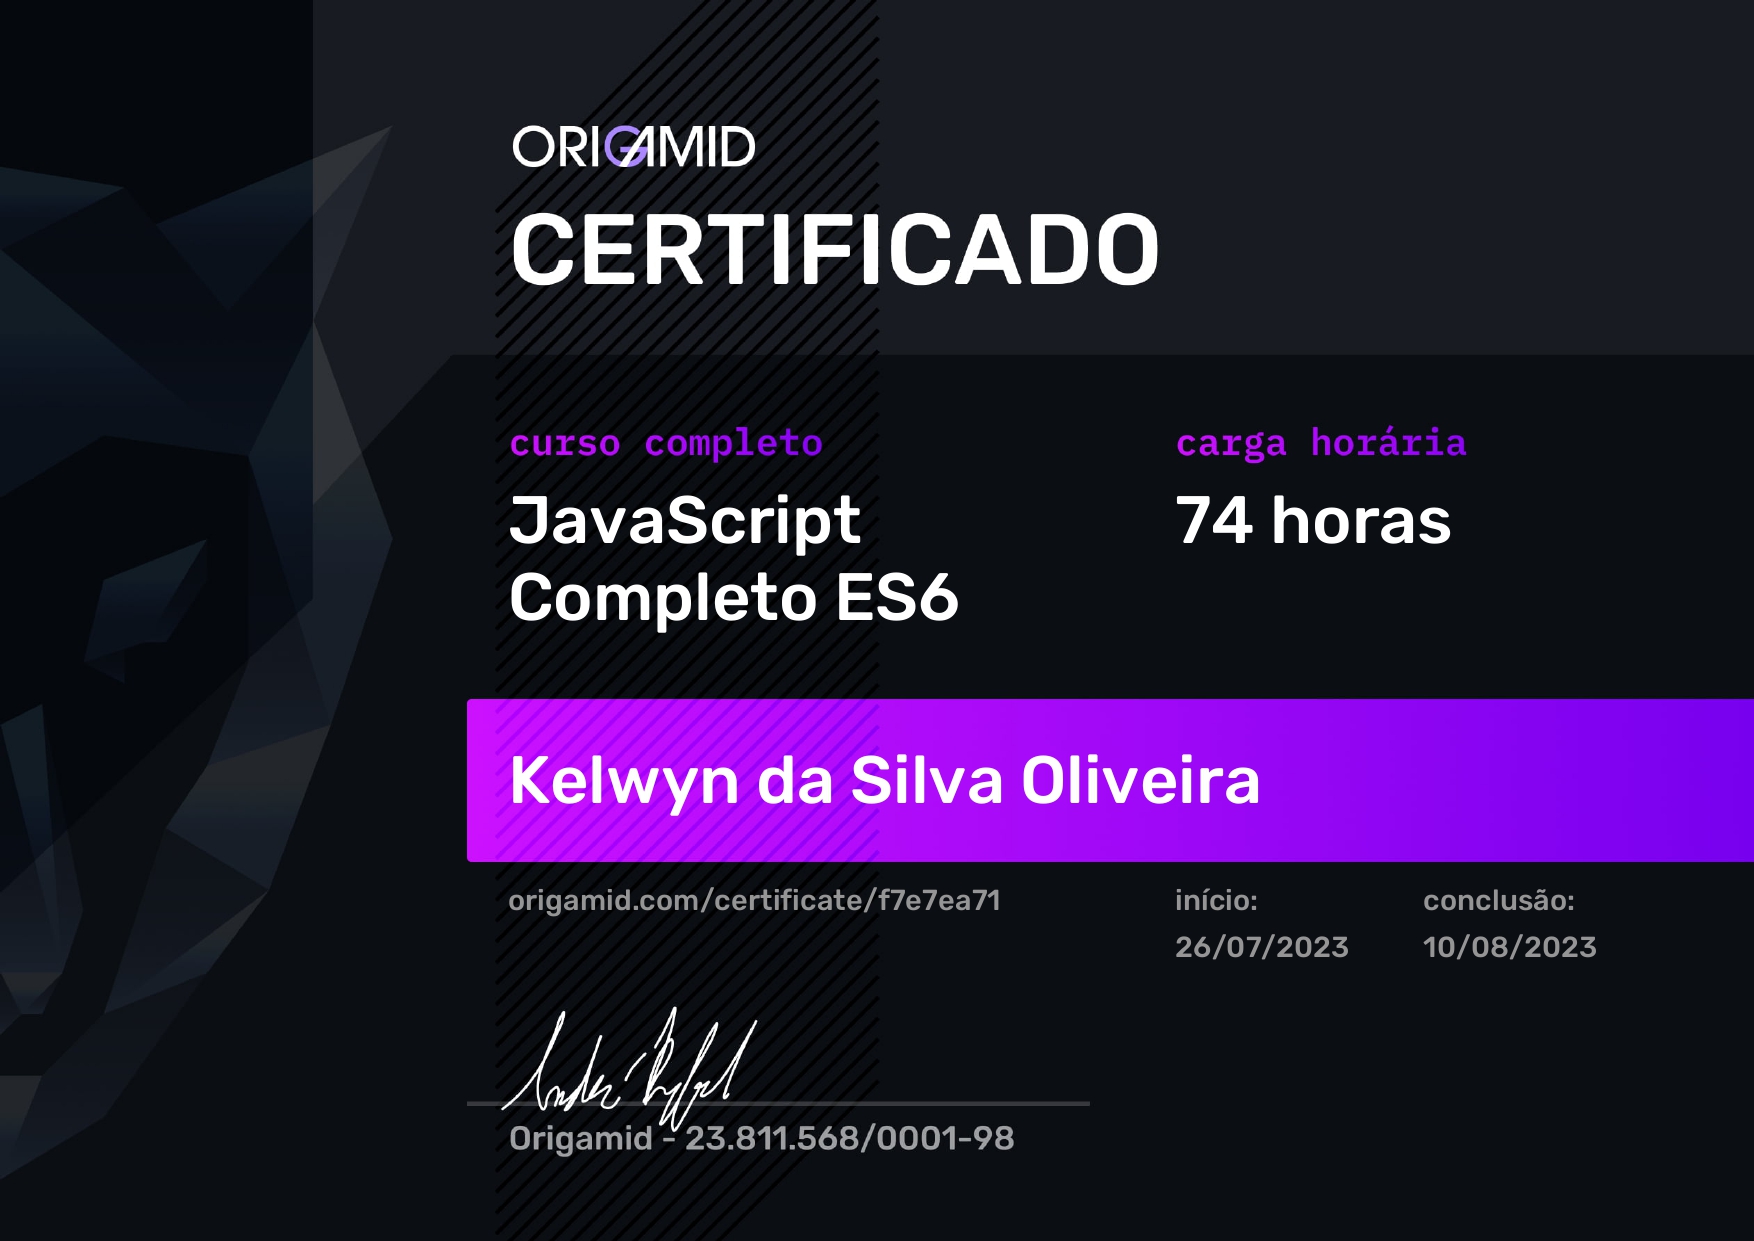 ORIGAMID
CERTIFICADO
curso completo
carga horária
JavaScript
Completo ES6
74 horas
Kelwyn da Silva Oliveira
origamid.com/certificate/f7e7ea71
início:
26/07/2023
conclusão:
10/08/2023
Origamid - 23.811.568/0001-98